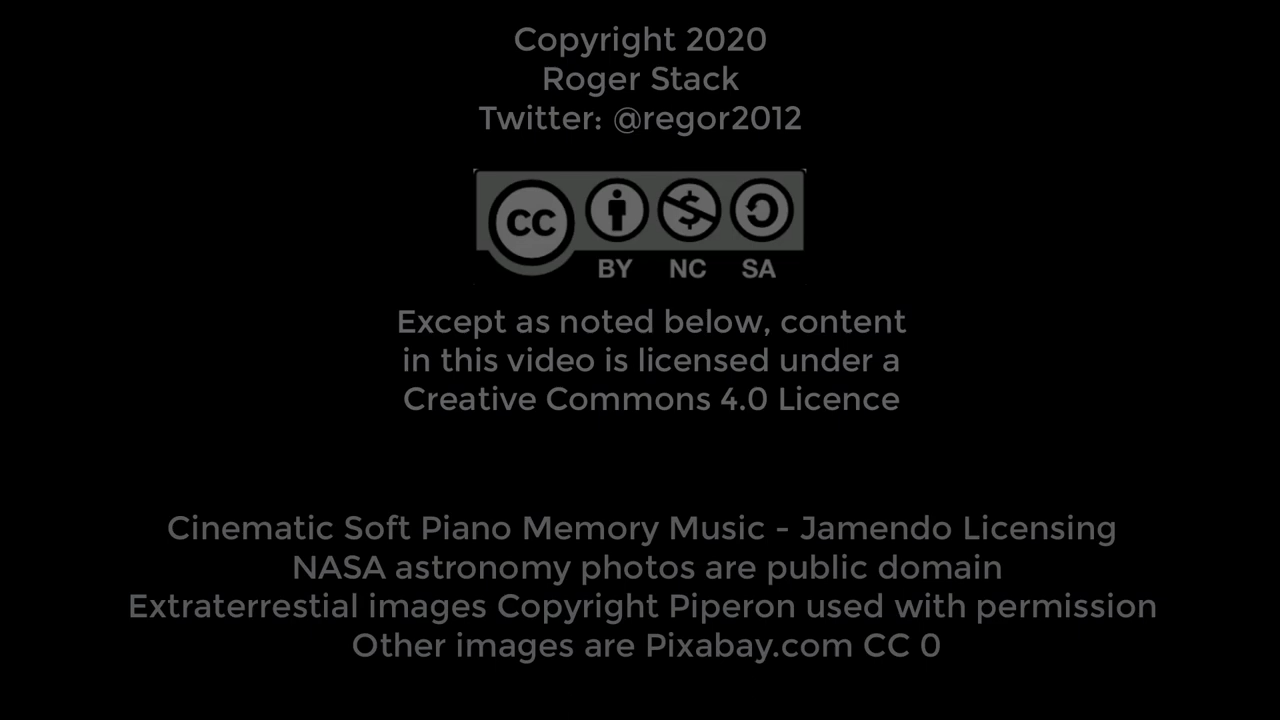 Copyright 2020
Roger Stack
Twitter: @regor2012
CC
BY NC SA
Except as noted below, content
in this video is licensed under a
Creative Commons 4.0 Licence
Cinematic Soft Piano Memory Music - Jamendo Licensing
NASA astronomy photos are public domain
Extraterrestial images Copyright Piperon used with permission
Other images are Pixabay.com CC 0